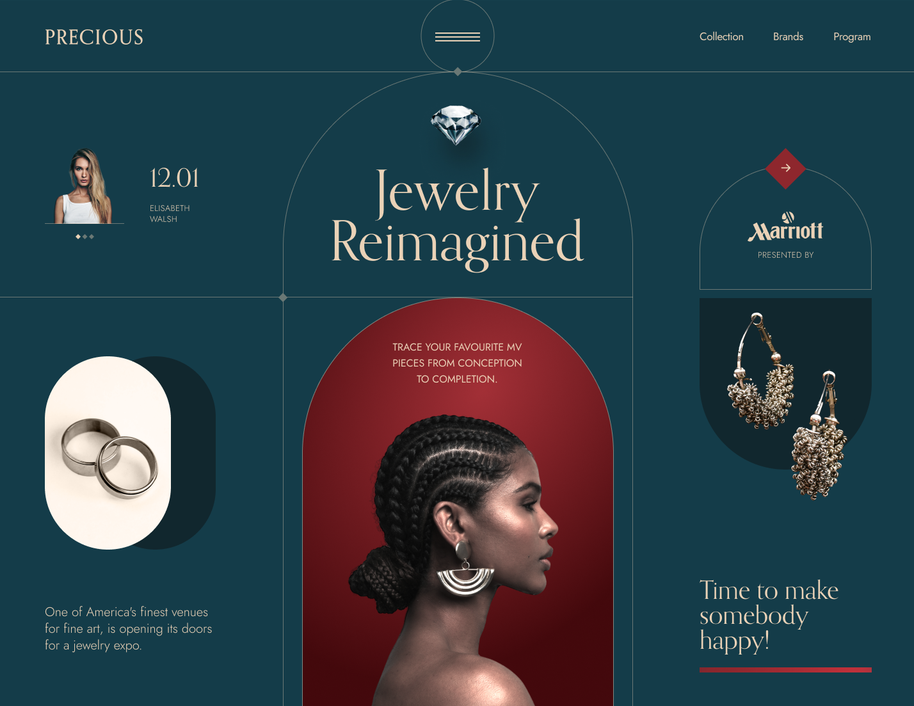 PRECIOUS
Collection
Brands
Program
12.01
ELISABETH
WALSH
Jewelry
Reimagined
Marriott
PRESENTED BY
TRACE YOUR FAVOURITE MV
PIECES FROM CONCEPTION
TO COMPLETION.
One of America's finest venues
for fine art, is opening its doors
for a jewelry expo.
Time to make
somebody
happy!